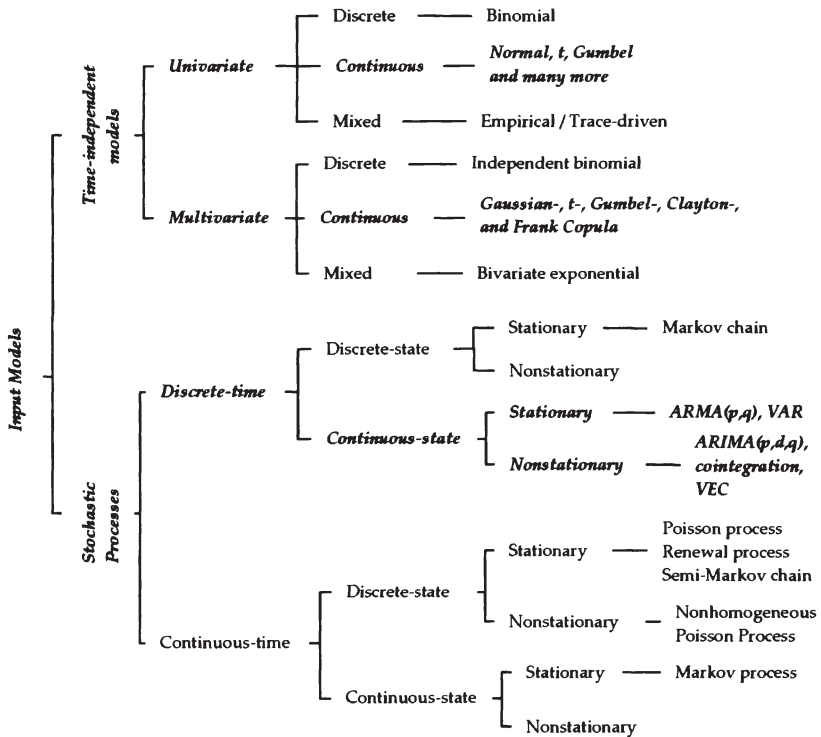 Input Models
Time-independent
models
Univariate
Discrete
Binomial
Continuous
Normal, t, Gumbel
and many more
Mixed
Empirical / Trace-driven
Multivariate
Discrete
Independent binomial
Continuous
Gaussian-, t-, Gumbel-, Clayton-,
and Frank Copula
Mixed
Bivariate exponential
Stochastic
Processes
Discrete-time
Discrete-state
Stationary
Markov chain
Nonstationary
Continuous-state
Stationary
ARMA(p,q), VAR
Nonstationary
ARIMA(p,d,q),
cointegration,
VEC
Continuous-time
Discrete-state
Stationary
Poisson process
Renewal process
Semi-Markov chain
Nonstationary
Nonhomogeneous
Poisson Process
Continuous-state
Stationary
Markov process
Nonstationary